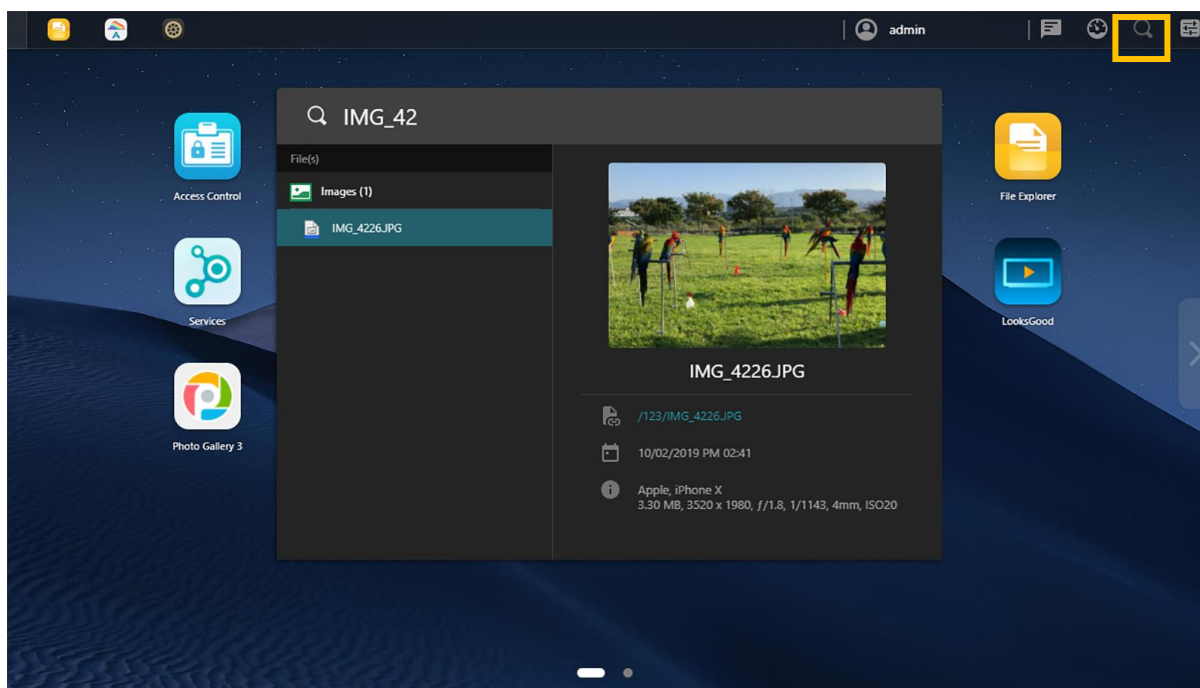 admin
IMG_42
File(s)
Images (1)
IMG_4226.JPG
IMG_4226.JPG
/123/IMG_4226.JPG
10/02/2019 PM 02:41
Apple, iPhone X
3.30 MB, 3520 x 1980, ƒ/1.8, 1/1143, 4mm, ISO20
Access Control
Services
Photo Gallery 3
File Explorer
LooksGood